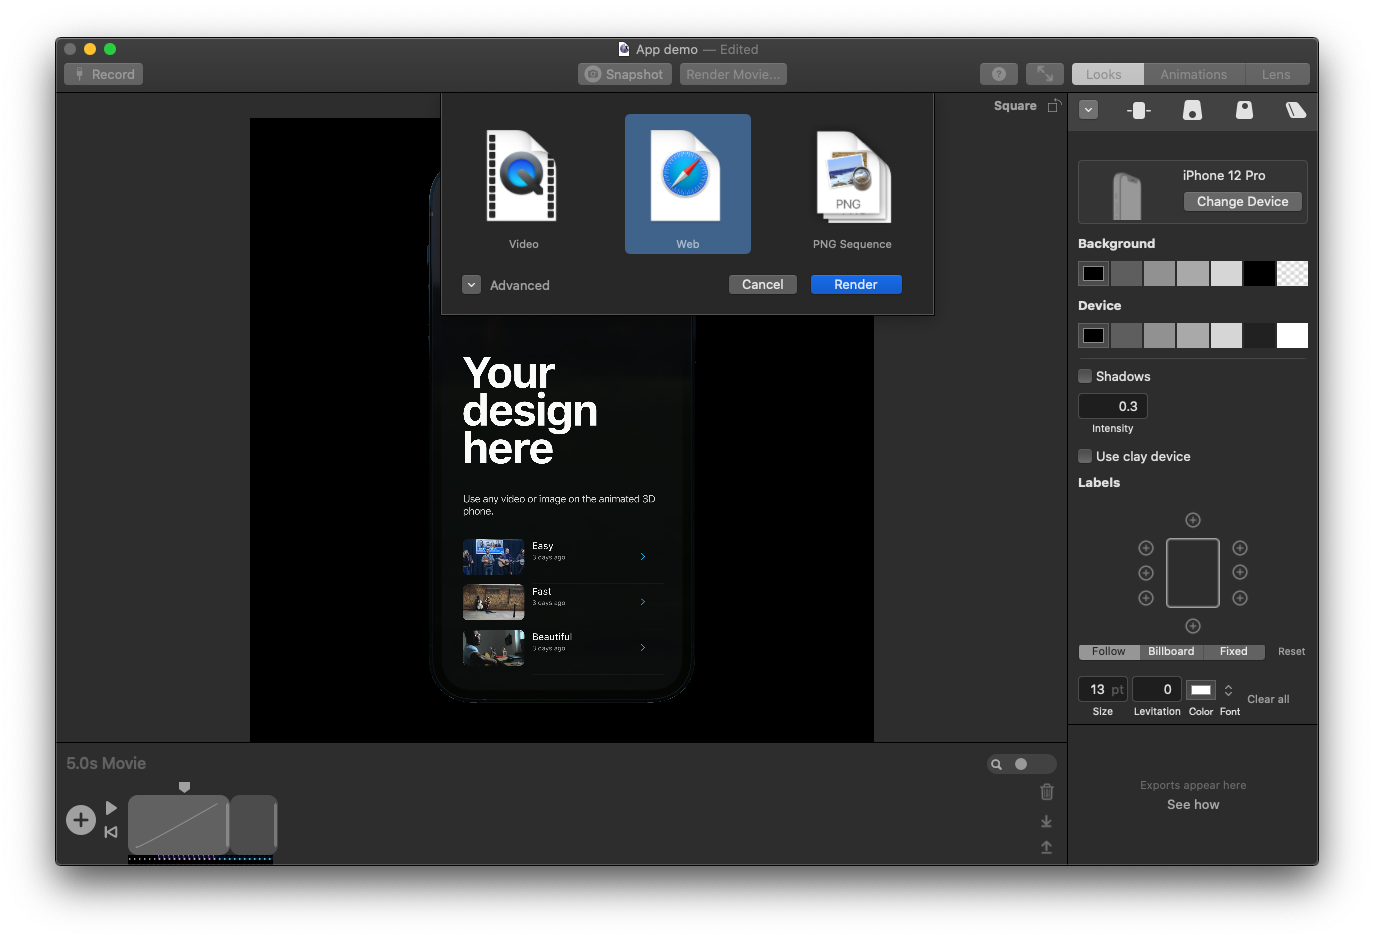 App demo — Edited
Record
Snapshot
Render Movie...
?
Looks
Animations
Lens
Square
Video
Web
PNG
PNG Sequence
Advanced
Cancel
Render
Your
design
here
Use any video or image on the animated 3D
phone.
Easy
3 days ago
Fast
3 days ago
Beautiful
3 days ago
iPhone 12 Pro
Change Device
Background
Device
Shadows
0.3
Intensity
Use clay device
Labels
Follow
Billboard
Fixed
Reset
13 pt
0
Clear all
Size
Levitation
Color
Font
5.0s Movie
Exports appear here
See how